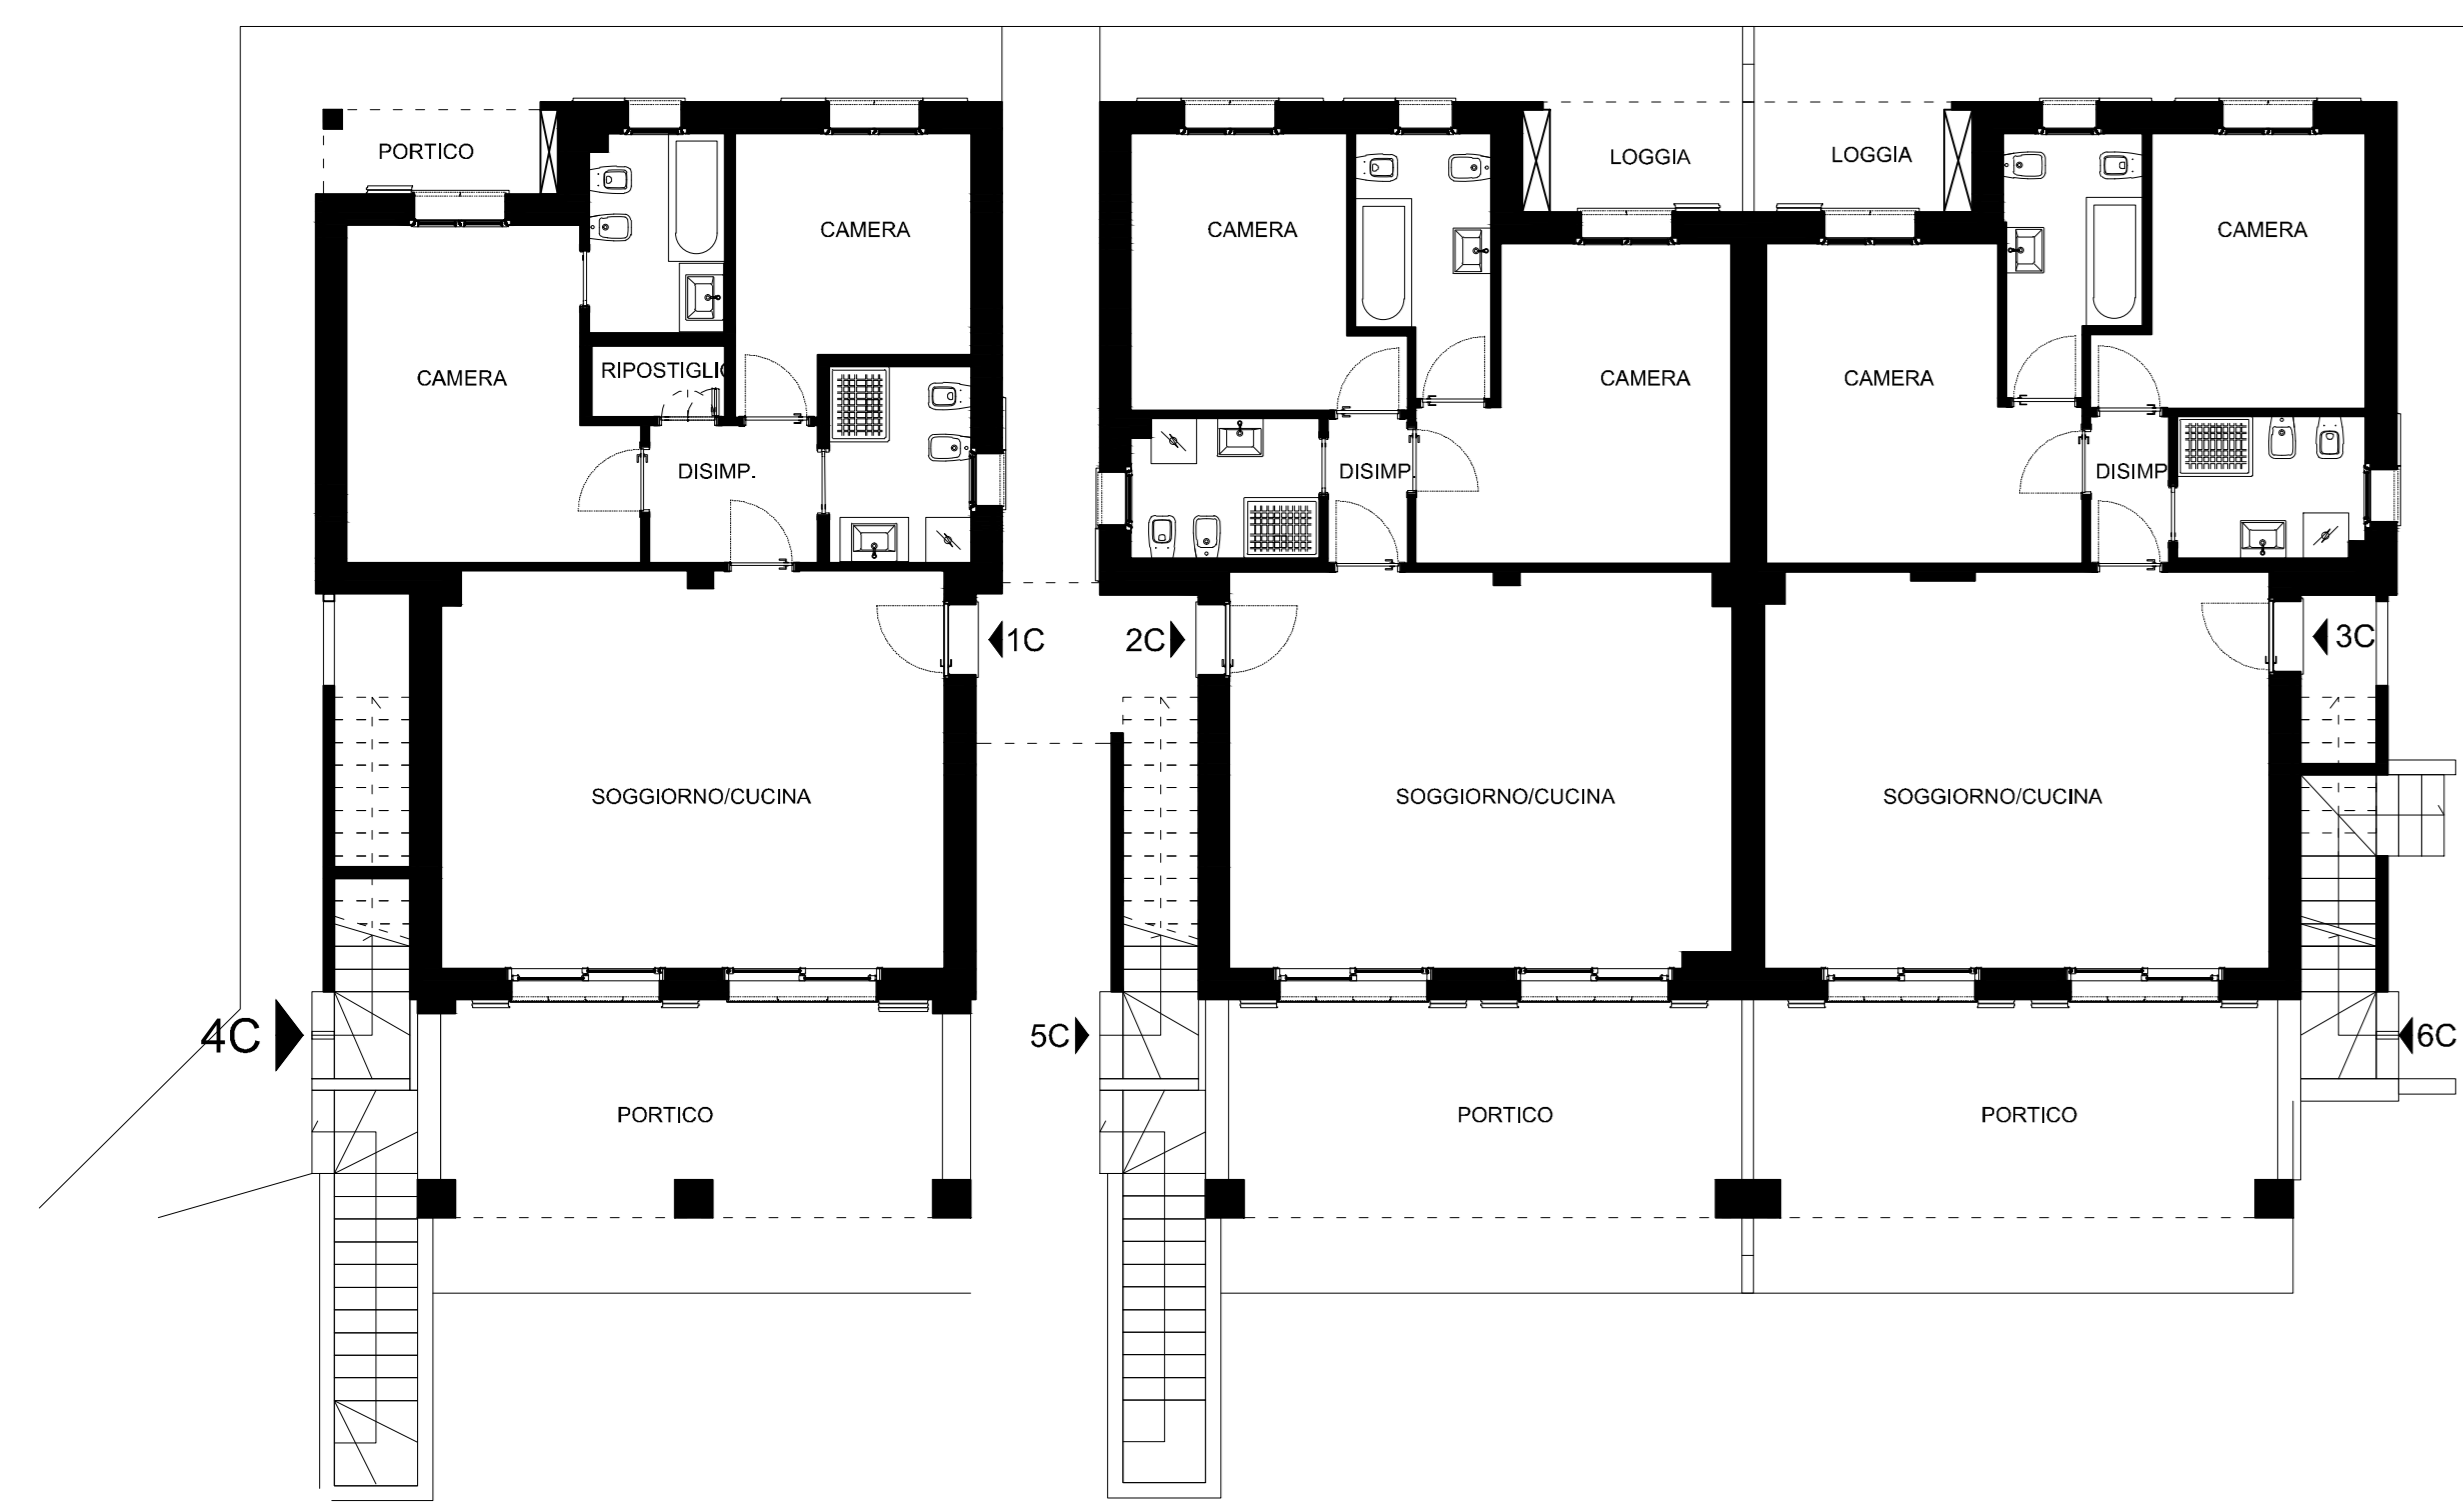 PORTICO
LOGGIA
LOGGIA
CAMERA
CAMERA
CAMERA
RIPOSTIGLIO
CAMERA
CAMERA
CAMERA
DISIMP.
DISIMP
DISIMP
1C
2C
3C
SOGGIORNO/CUCINA
SOGGIORNO/CUCINA
SOGGIORNO/CUCINA
4C
5C
6C
PORTICO
PORTICO
PORTICO